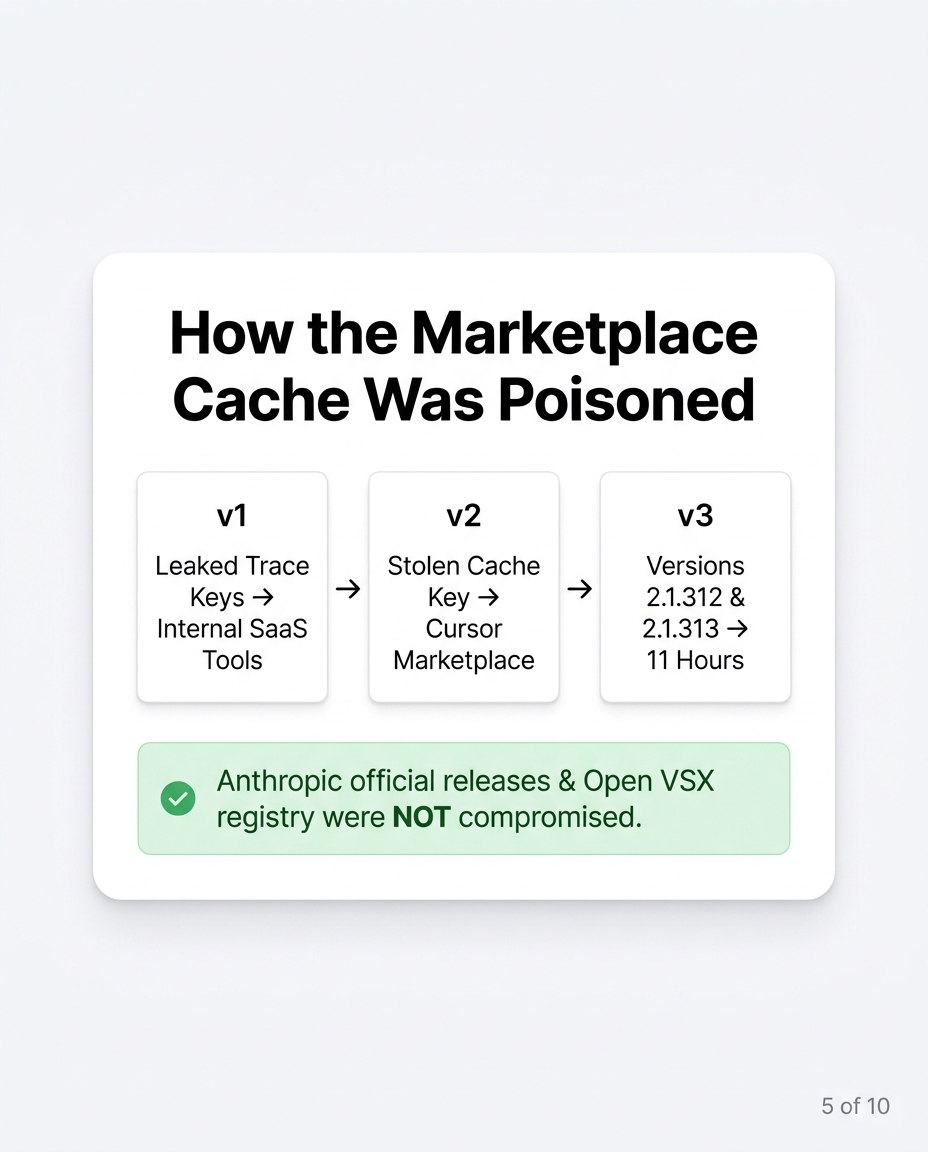 How the Marketplace
Cache Was Poisoned
v1
Leaked Trace
Keys →
Internal SaaS
Tools
→
v2
Stolen Cache
Key →
Cursor
Marketplace
→
v3
Versions
2.1.312 &
2.1.313 →
11 Hours
Anthropic official releases & Open VSX
registry were NOT compromised.
5 of 10